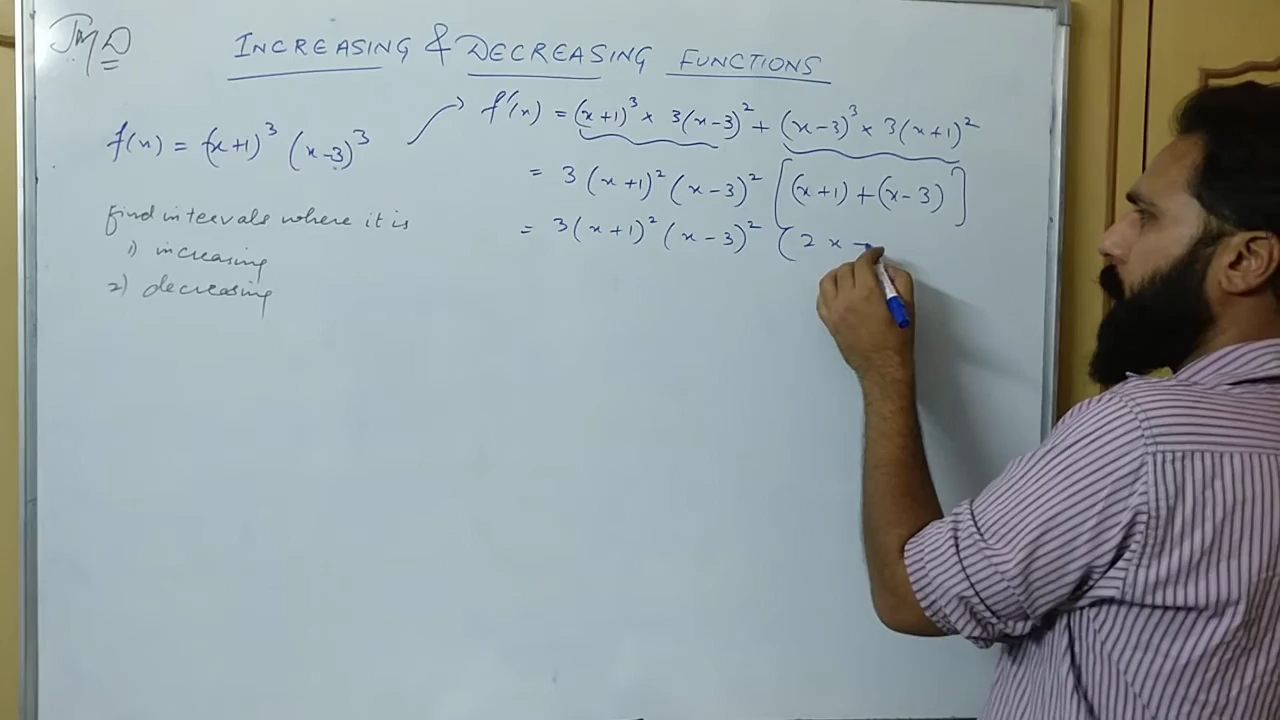 JMD
INCREASING & DECREASING FUNCTIONS
f(x) = (x+1)³ (x-3)³
find intervals where it is
1) increasing
2) decreasing
f'(x) = (x+1)³ × 3(x-3)² + (x-3)³ × 3(x+1)²
= 3(x+1)² (x-3)² [(x+1) + (x-3)]
= 3(x+1)² (x-3)² (2x -